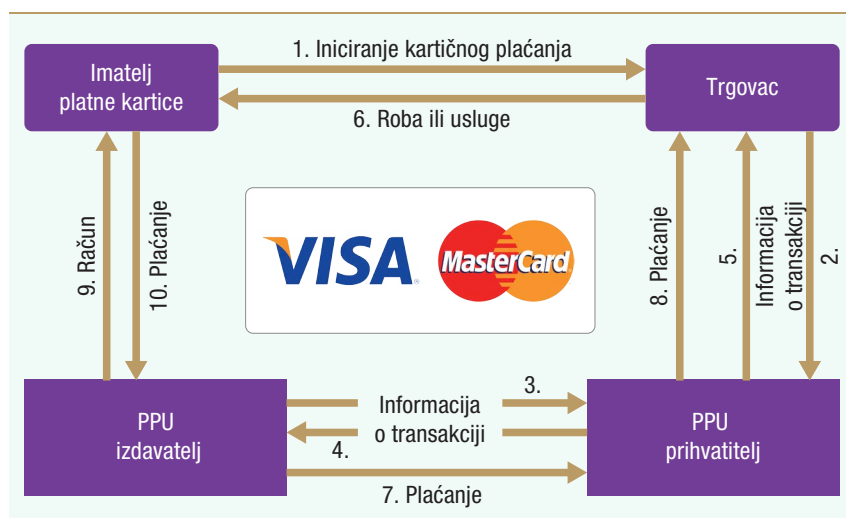 1. Iniciranje kartičnog plaćanja
Imatelj
platne kartice
Trgovac
6. Roba ili usluge
9. Račun
10. Plaćanje
VISA
MasterCard
8. Plaćanje
5.
Informacija
o transakciji
2.
PPU
izdavatelj
3.
Informacija
o transakciji
4.
7. Plaćanje
PPU
prihvatitelj